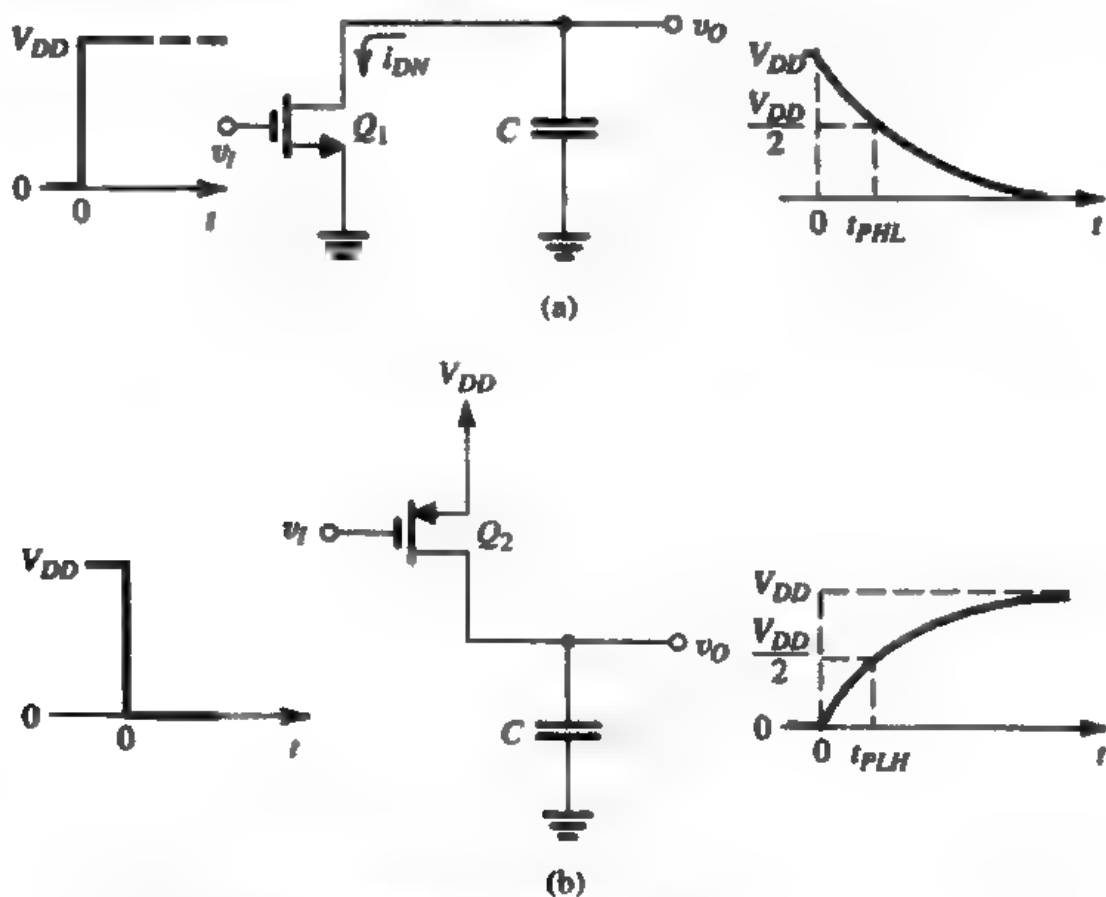 V_DD
0
0
t
v_I
Q_1
i_DN
C
v_O
V_DD
V_DD/2
0
t_PHL
t
(a)
V_DD
v_I
Q_2
V_DD
0
0
t
C
v_O
V_DD
V_DD/2
0
0
t_PLH
t
(b)